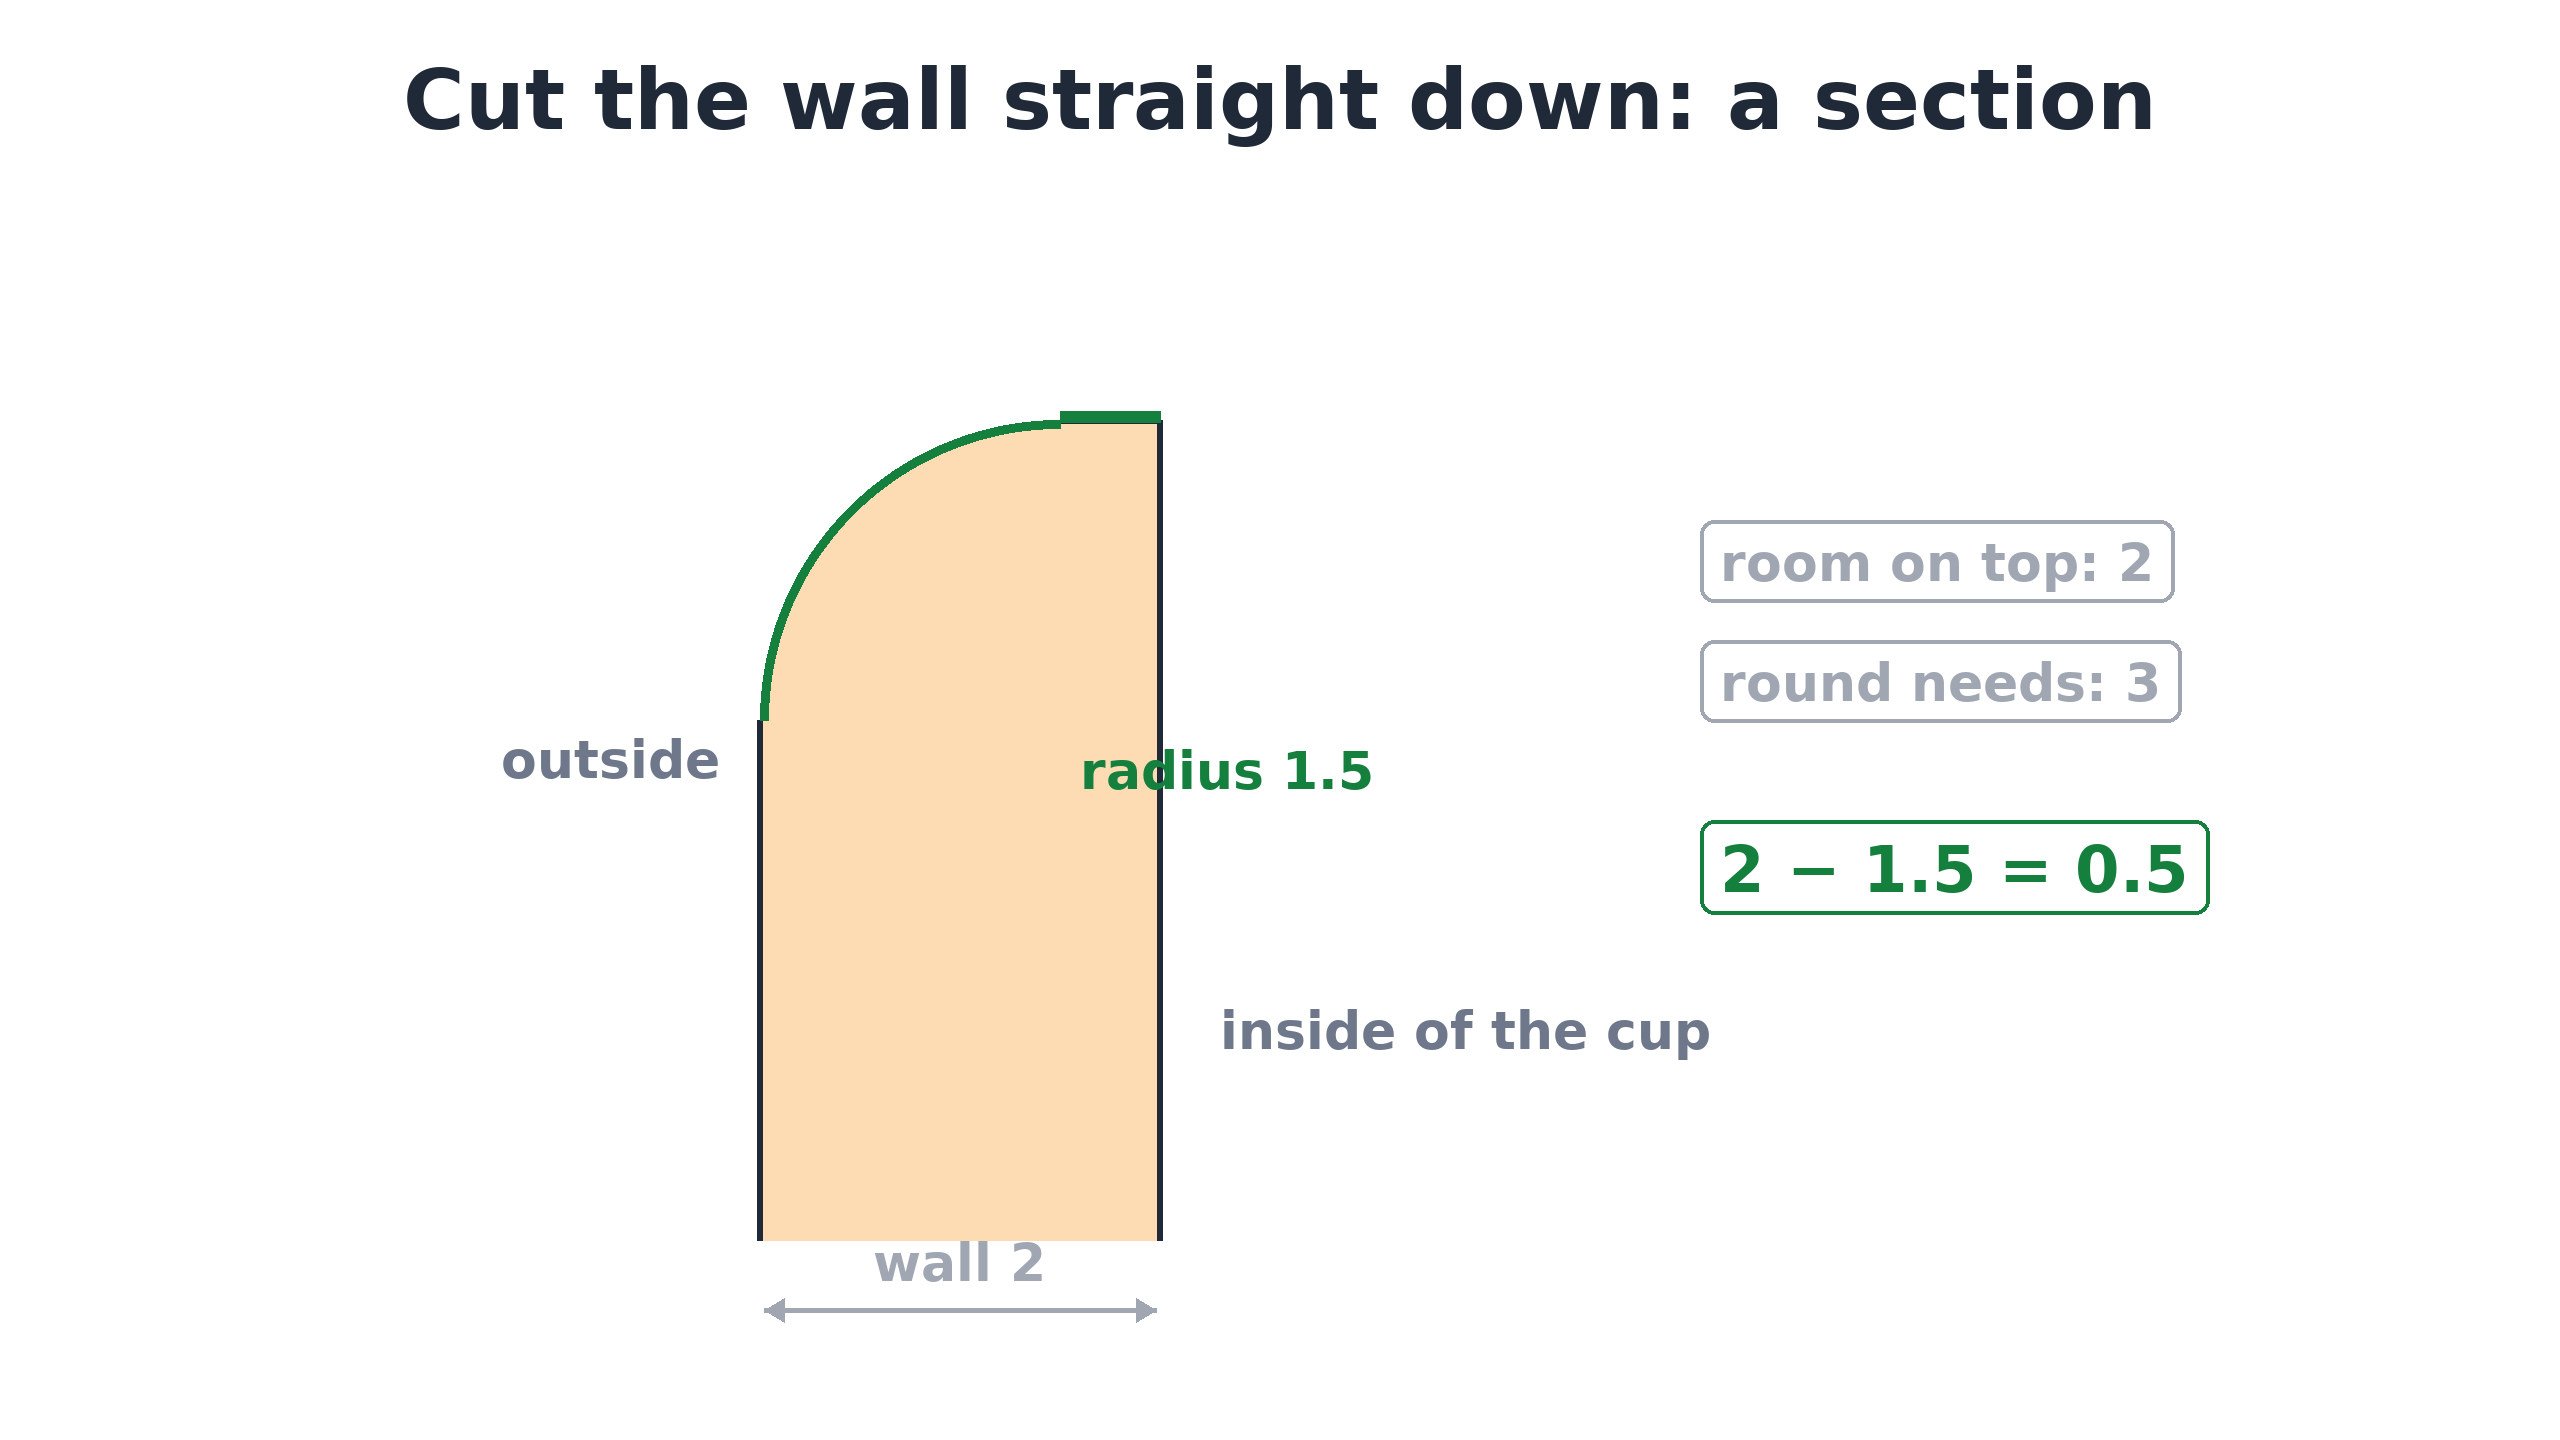 Cut the wall straight down: a section
room on top: 2
round needs: 3
outside
radius 1.5
2 − 1.5 = 0.5
inside of the cup
wall 2